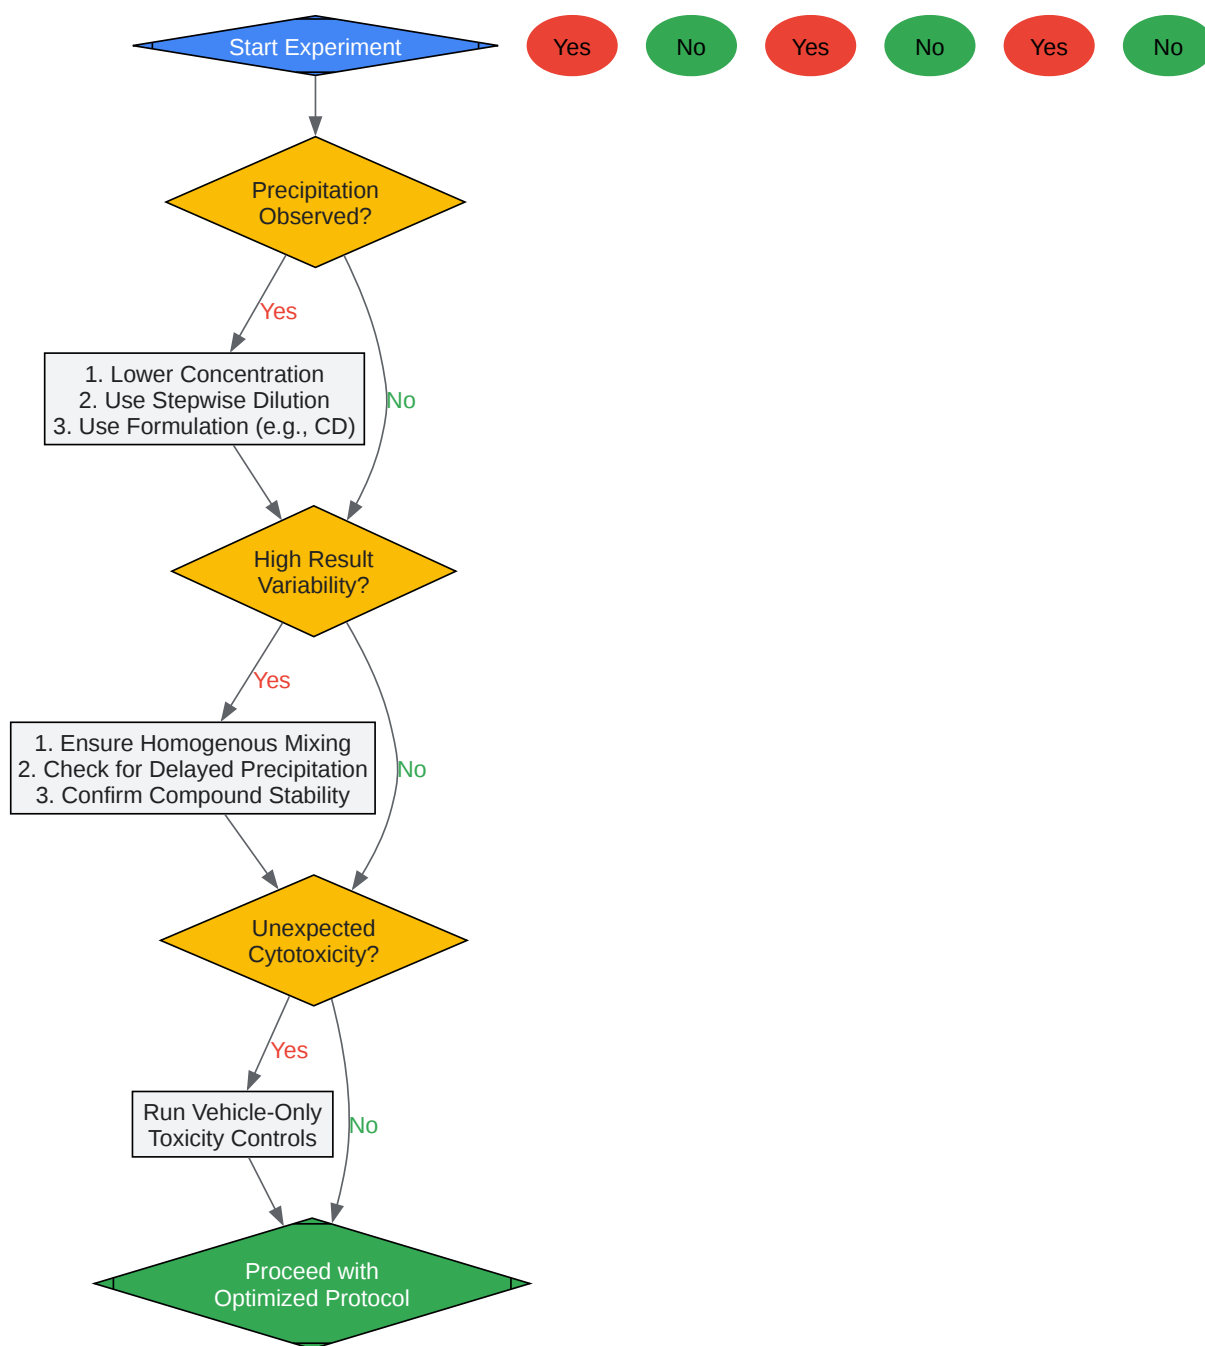 Start Experiment
Yes
No
Yes
No
Yes
No
Precipitation
Observed?
Yes
1. Lower Concentration
2. Use Stepwise Dilution
3. Use Formulation (e.g., CD)
No
High Result
Variability?
Yes
1. Ensure Homogenous Mixing
2. Check for Delayed Precipitation
3. Confirm Compound Stability
No
Unexpected
Cytotoxicity?
Yes
Run Vehicle-Only
Toxicity Controls
No
Proceed with
Optimized Protocol